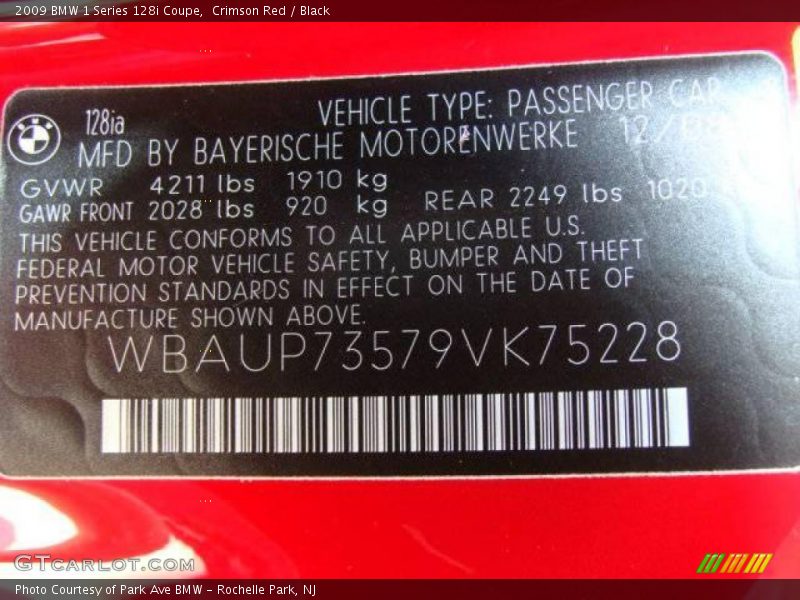 2009 BMW 1 Series 128i Coupe, Crimson Red / Black
128ia VEHICLE TYPE: PASSENGER CAR
MFD BY BAYERISCHE MOTORENWERKE 12/08
GVWR 4211 lbs 1910 kg
GAWR FRONT 2028 lbs 920 kg REAR 2249 lbs 1020
THIS VEHICLE CONFORMS TO ALL APPLICABLE U.S.
FEDERAL MOTOR VEHICLE SAFETY, BUMPER AND THEFT
PREVENTION STANDARDS IN EFFECT ON THE DATE OF
MANUFACTURE SHOWN ABOVE.
WBAUP73579VK75228
GTCARLOT.COM
Photo Courtesy of Park Ave BMW - Rochelle Park, NJ